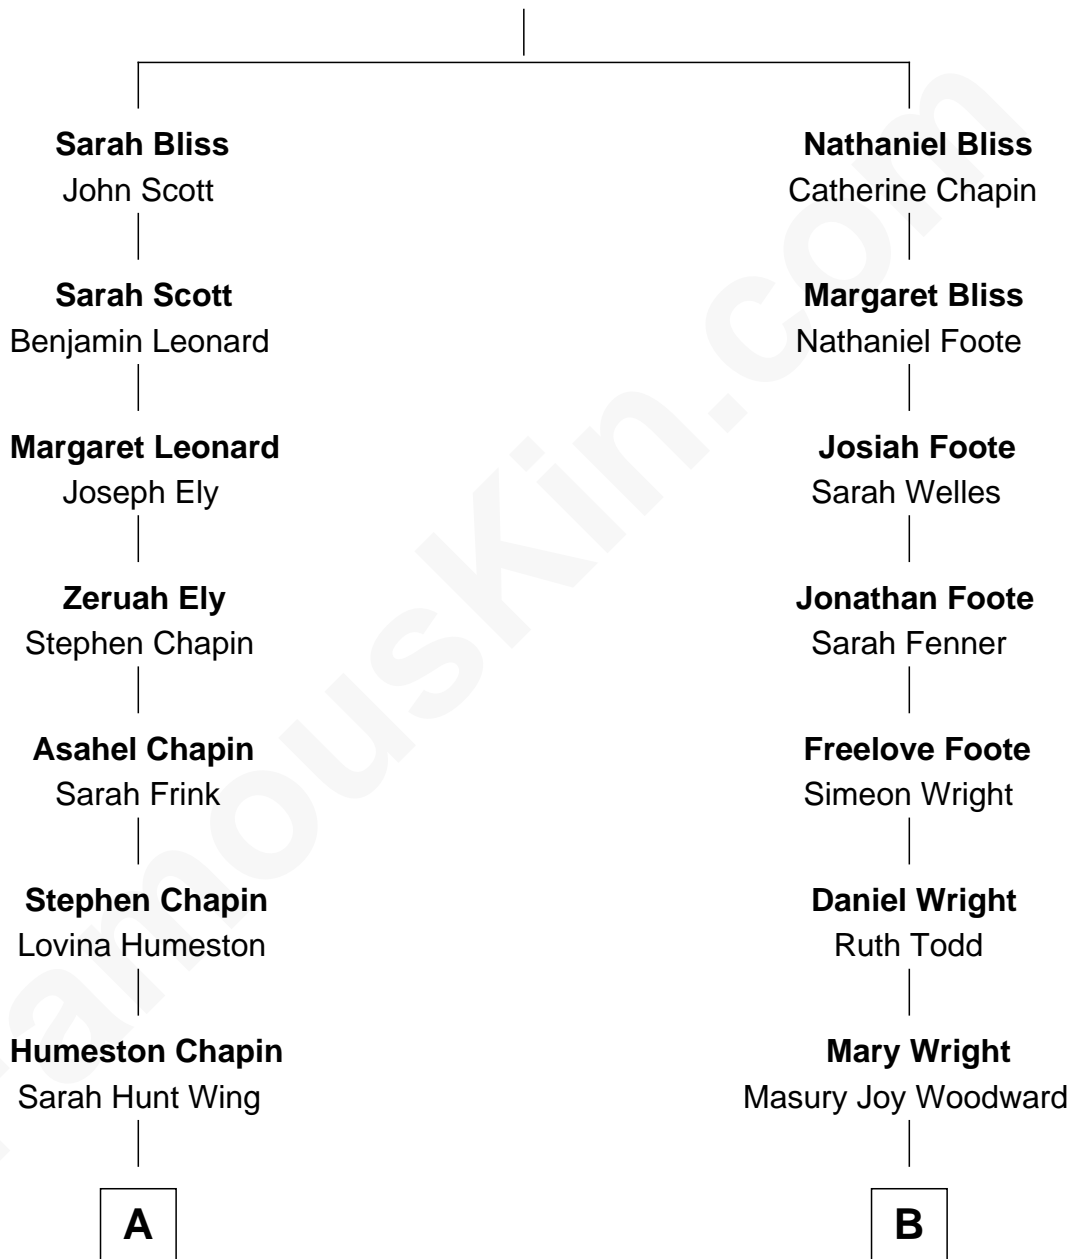 Sarah Bliss
John Scott
Sarah Scott
Benjamin Leonard
Margaret Leonard
Joseph Ely
Zeruah Ely
Stephen Chapin
Asahel Chapin
Sarah Frink
Stephen Chapin
Lovina Humeston
Humeston Chapin
Sarah Hunt Wing
A
Nathaniel Bliss
Catherine Chapin
Margaret Bliss
Nathaniel Foote
Josiah Foote
Sarah Welles
Jonathan Foote
Sarah Fenner
Freelove Foote
Simeon Wright
Daniel Wright
Ruth Todd
Mary Wright
Masury Joy Woodward
B
FamousKin.com